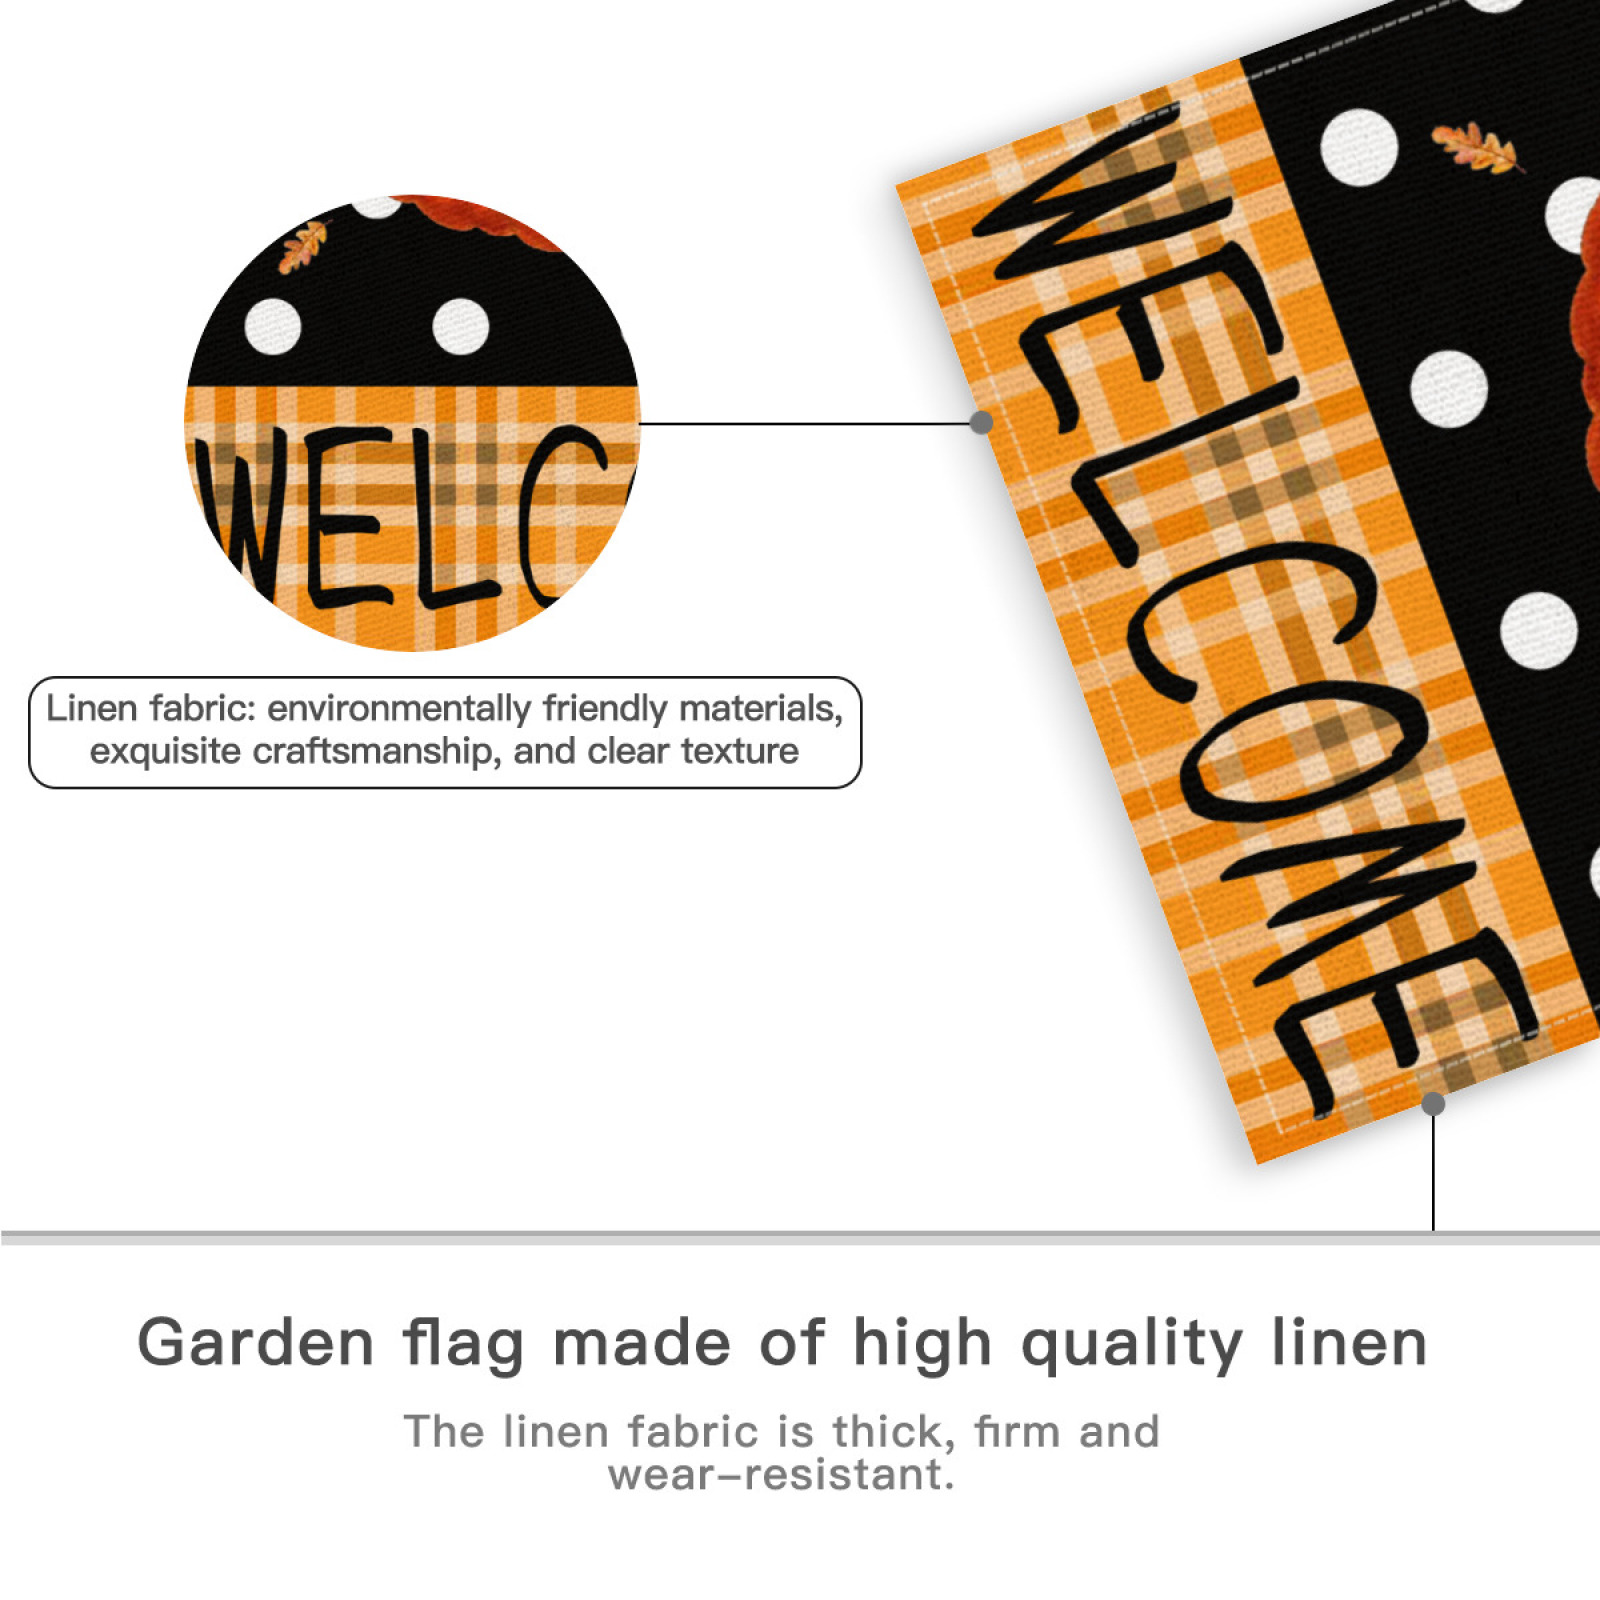 WELC
WELCOME
Linen fabric: environmentally friendly materials,
exquisite craftsmanship, and clear texture
Garden flag made of high quality linen
The linen fabric is thick, firm and
wear-resistant.